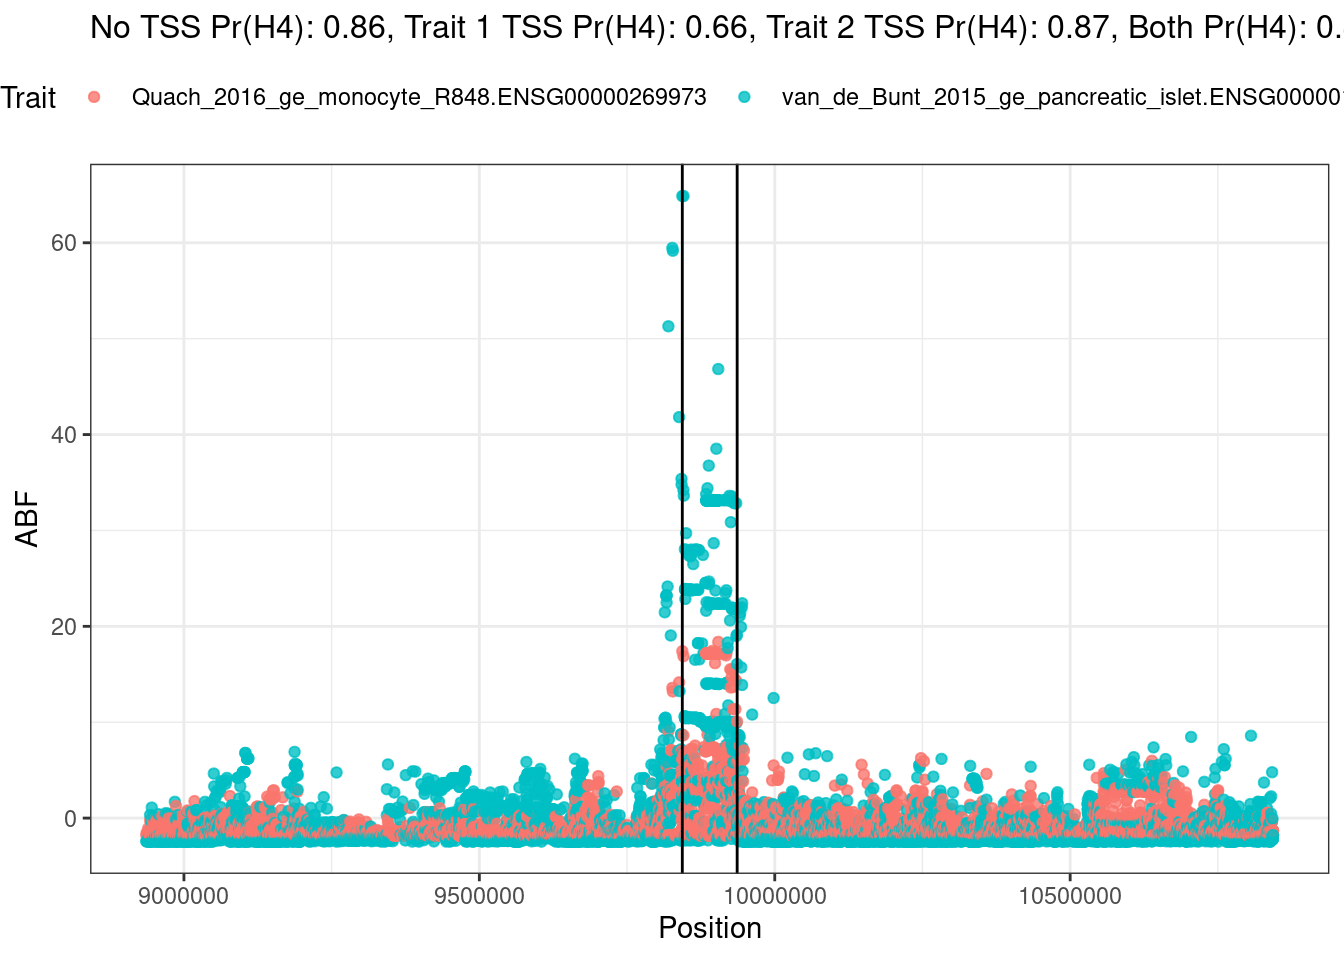 No TSS Pr(H4): 0.86, Trait 1 TSS Pr(H4): 0.66, Trait 2 TSS Pr(H4): 0.87, Both Pr(H4): 0.
Trait Quach_2016_ge_monocyte_R848.ENSG00000269973 van_de_Bunt_2015_ge_pancreatic_islet.ENSG00000
60
40
20
0
ABF
9000000 9500000 10000000 10500000
Position